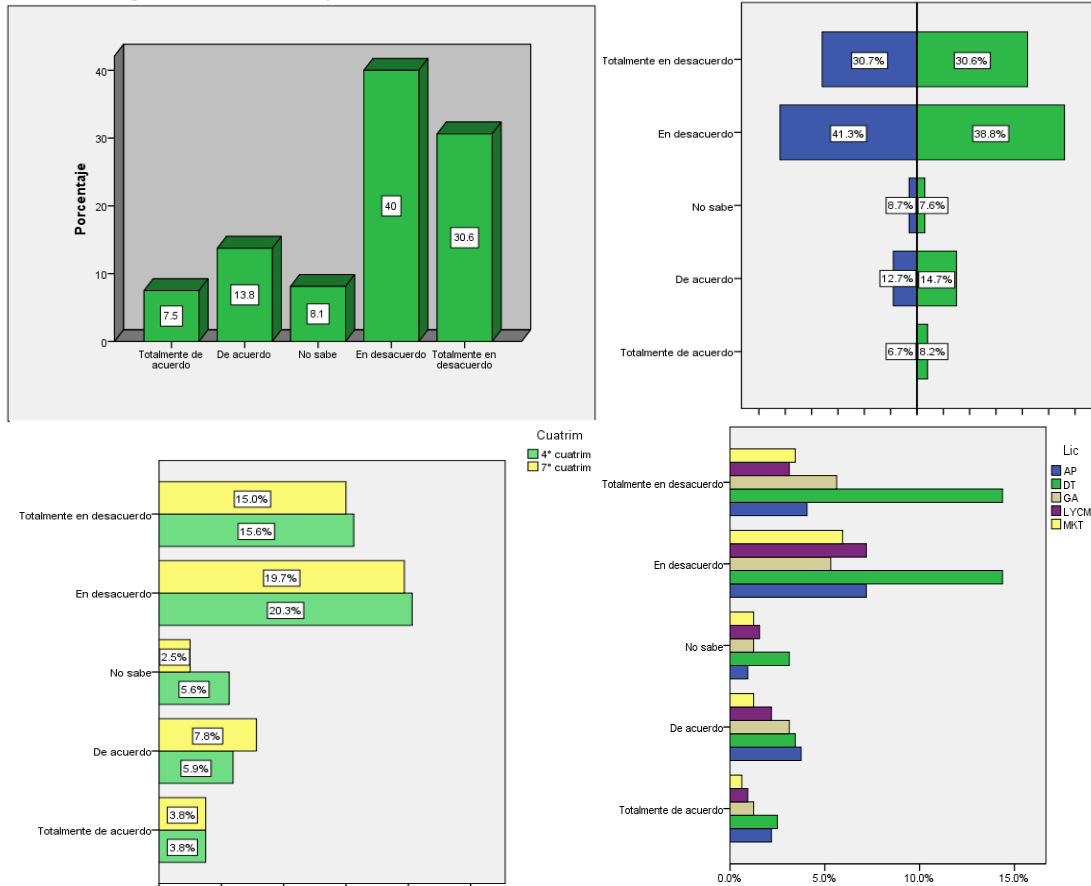 Porcentaje
40
30
20
10
0
7.5
13.8
8.1
40
30.6
Totalmente de
acuerdo
De acuerdo
No sabe
En desacuerdo
Totalmente en
desacuerdo
Totalmente en desacuerdo
30.7%
30.6%
En desacuerdo
41.3%
38.8%
No sabe
8.7%
7.6%
De acuerdo
12.7%
14.7%
Totalmente de acuerdo
6.7%
8.2%
Cuatrim
4° cuatrim
7° cuatrim
Totalmente en desacuerdo
15.0%
15.6%
En desacuerdo
19.7%
20.3%
No sabe
2.5%
5.6%
De acuerdo
7.8%
5.9%
Totalmente de acuerdo
3.8%
3.8%
Lic
AP
DT
GA
LYCM
MKT
Totalmente en desacuerdo
En desacuerdo
No sabe
De acuerdo
Totalmente de acuerdo
0.0%
5.0%
10.0%
15.0%